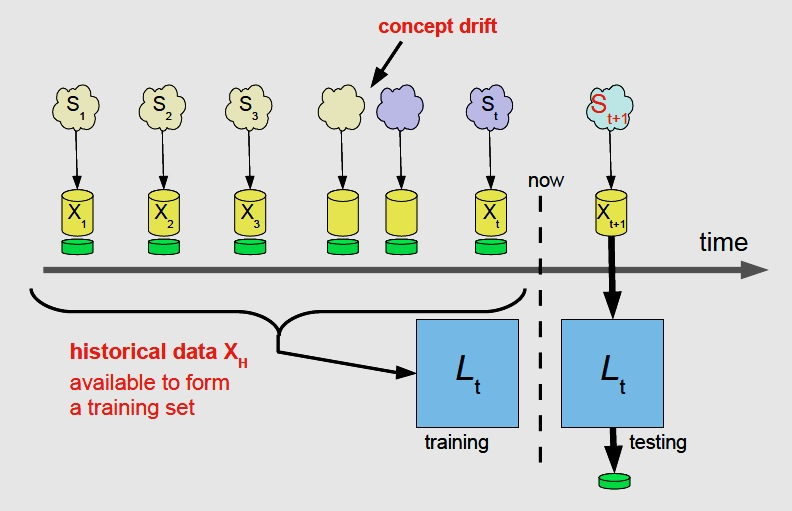 concept drift
S1 S2 S3 St St+1
now
X1 X2 X3 Xt Xt+1
time
historical data XH
available to form
a training set
Lt Lt
training testing